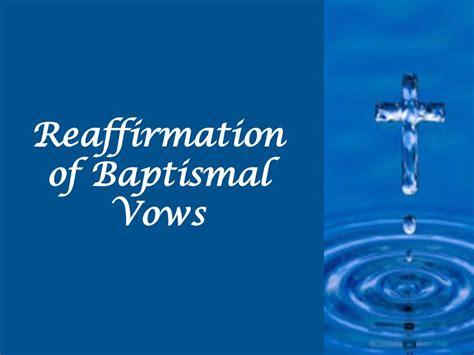 Reaffirmation
of Baptismal
Vows